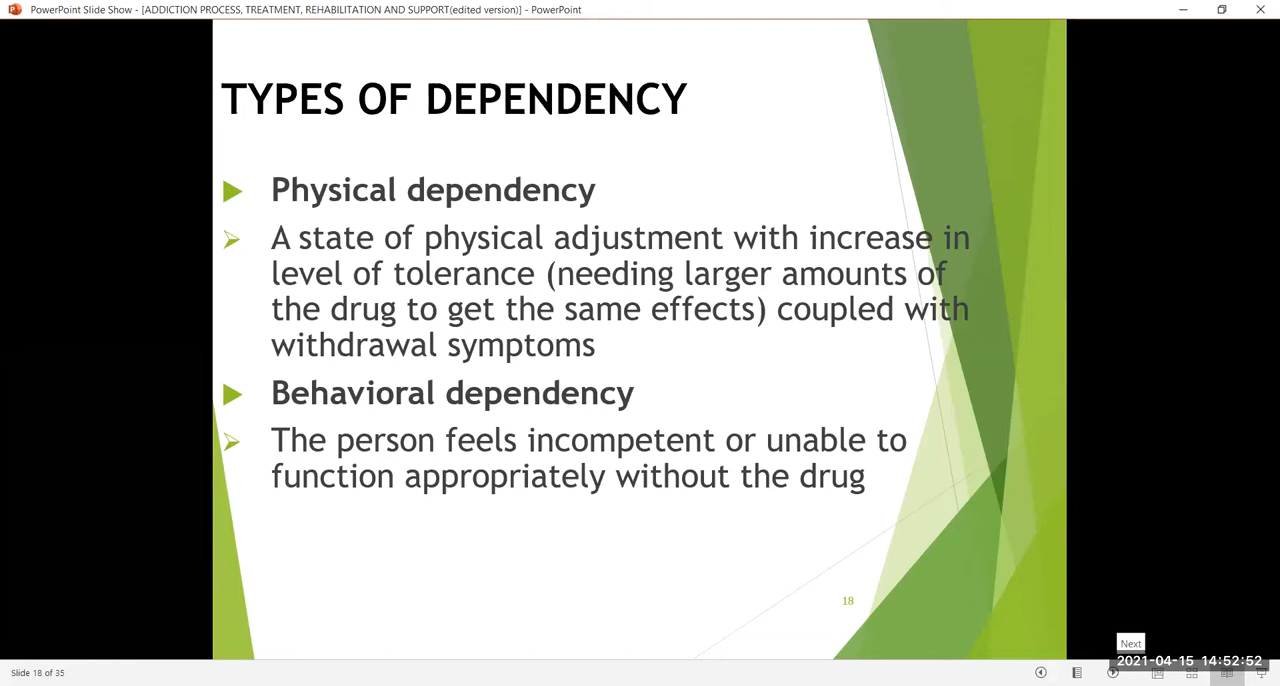 PowerPoint Slide Show - [ADDICTION PROCESS, TREATMENT, REHABILITATION AND SUPPORT(edited version)] - PowerPoint
TYPES OF DEPENDENCY
Physical dependency
A state of physical adjustment with increase in
level of tolerance (needing larger amounts of
the drug to get the same effects) coupled with
withdrawal symptoms
Behavioral dependency
The person feels incompetent or unable to
function appropriately without the drug
18
Next
2021-04-15 14:52:52
Slide 18 of 35